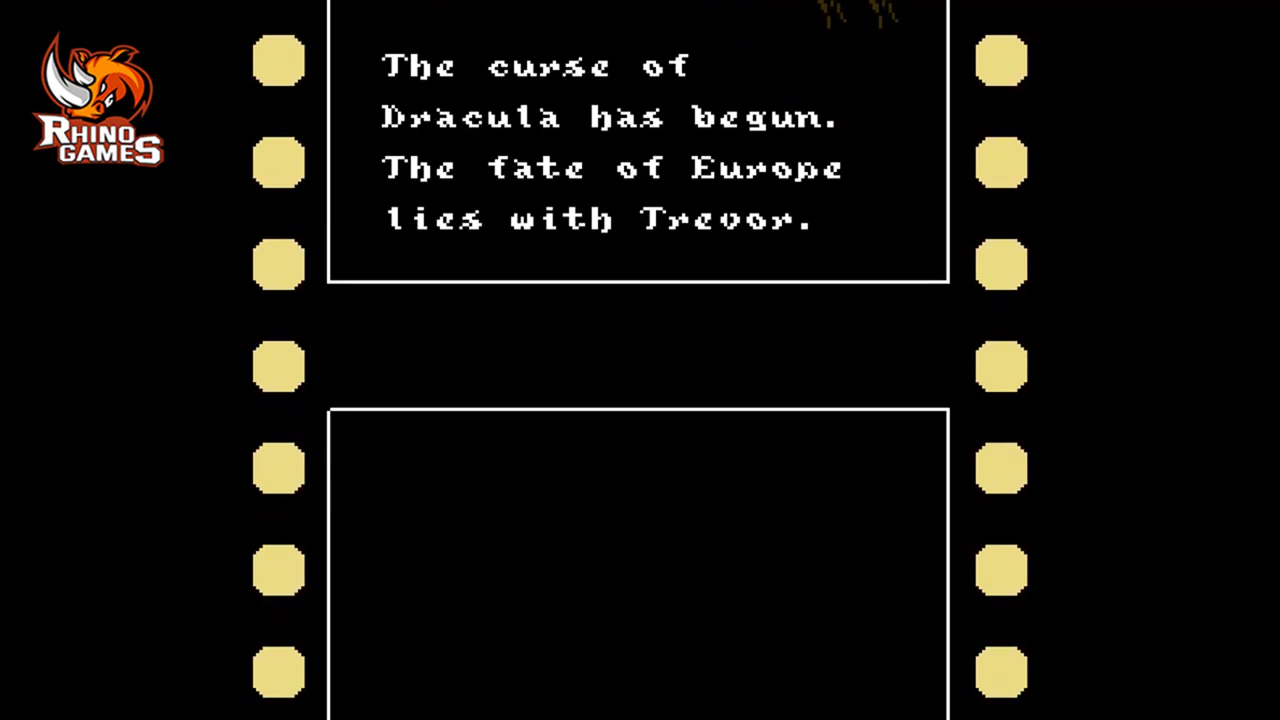 RHINO
GAMES
The curse of
Dracula has begun.
The fate of Europe
lies with Trevor.